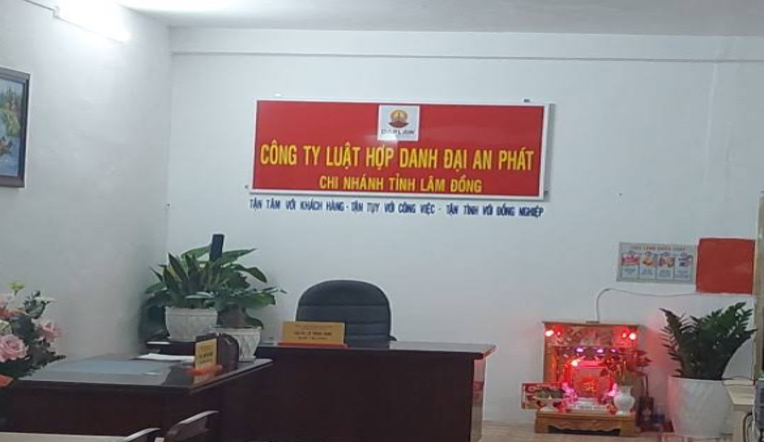 DAPLAW
CÔNG TY LUẬT HỢP DANH ĐẠI AN PHÁT
CHI NHÁNH TỈNH LÂM ĐỒNG
TẬN TÂM VỚI KHÁCH HÀNG - TẬN TỤY VỚI CÔNG VIỆC - TẬN TÌNH VỚI ĐỒNG NGHIỆP